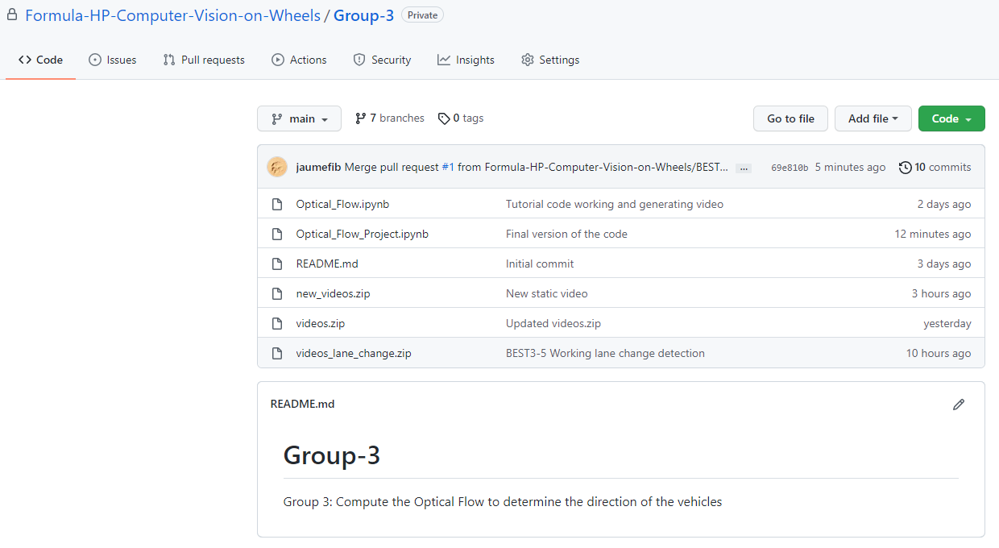 Formula-HP-Computer-Vision-on-Wheels / Group-3 Private
Code Issues Pull requests Actions Security Insights Settings
main 7 branches 0 tags Go to file Add file Code
jaumefib Merge pull request #1 from Formula-HP-Computer-Vision-on-Wheels/BEST... ... 69e810b 5 minutes ago 10 commits
Optical_Flow.ipynb Tutorial code working and generating video 2 days ago
Optical_Flow_Project.ipynb Final version of the code 12 minutes ago
README.md Initial commit 3 days ago
new_videos.zip New static video 3 hours ago
videos.zip Updated videos.zip yesterday
videos_lane_change.zip BEST3-5 Working lane change detection 10 hours ago
README.md
Group-3
Group 3: Compute the Optical Flow to determine the direction of the vehicles